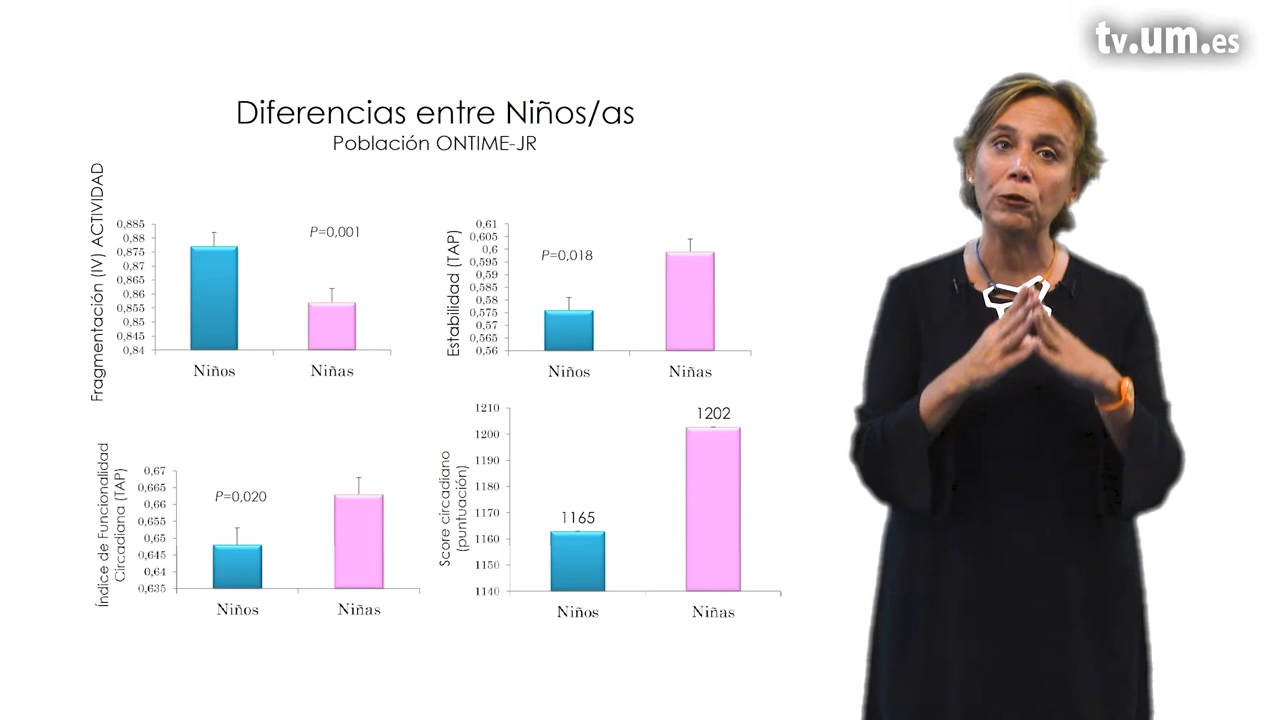 tv.um.es
Diferencias entre Niños/as
Población ONTIME-JR
Fragmentación (IV) ACTIVIDAD
0,885
0,88
0,875
0,87
0,865
0,86
0,855
0,85
0,845
0,84
P=0,001
Niños
Niñas
Estabilidad (TAP)
0,61
0,605
0,6
0,595
0,59
0,585
0,58
0,575
0,57
0,565
0,56
P=0,018
Niños
Niñas
Índice de Funcionalidad
Circadiana (TAP)
0,67
0,665
0,66
0,655
0,65
0,645
0,64
0,635
P=0,020
Niños
Niñas
Score circadiano
(puntuación)
1210
1200
1190
1180
1170
1160
1150
1140
1165
1202
Niños
Niñas